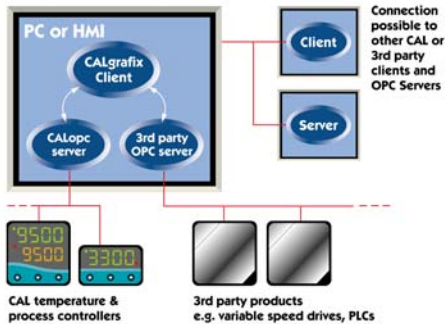 PC or HMI
CALgrafix
Client
CALopc
server
3rd party
OPC server
Client
Server
Connection
possible to
other CAL or
3rd party
clients and
OPC Servers
9500
9500
3300
CAL temperature &
process controllers
3rd party products
e.g. variable speed drives, PLCs